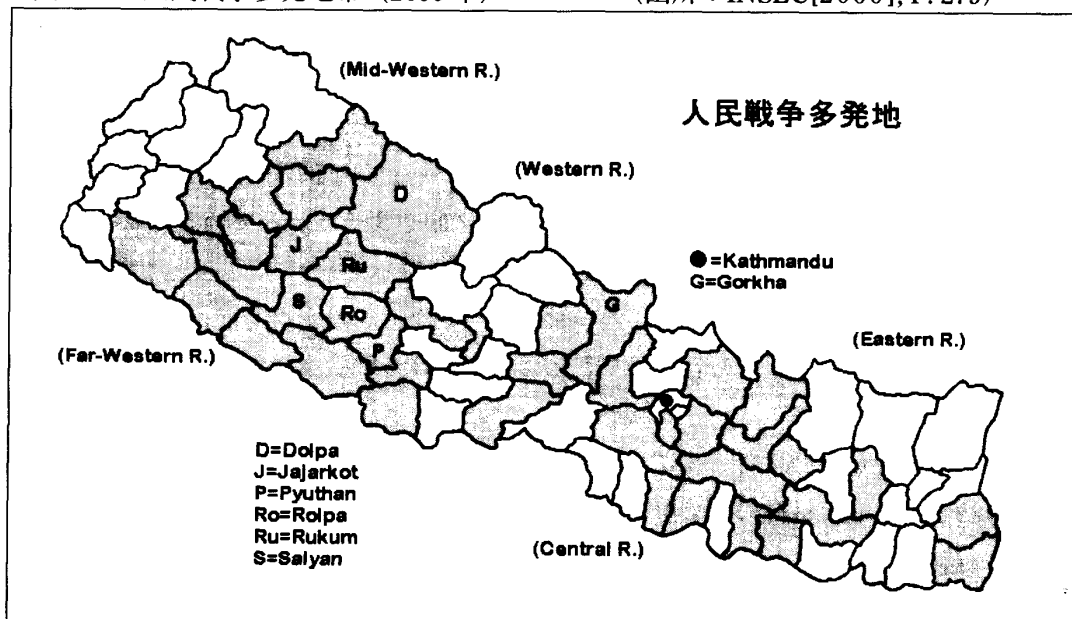 (Mid-Western R.)
人民戦争多発地
(Western R.)
D
J
Ru
●=Kathmandu
G=Gorkha
S
Ro
G
P
(Far-Western R.)
(Eastern R.)
D=Dolpa
J=Jajarkot
P=Pyuthan
Ro=Rolpa
Ru=Rukum
S=Salyan
(Central R.)